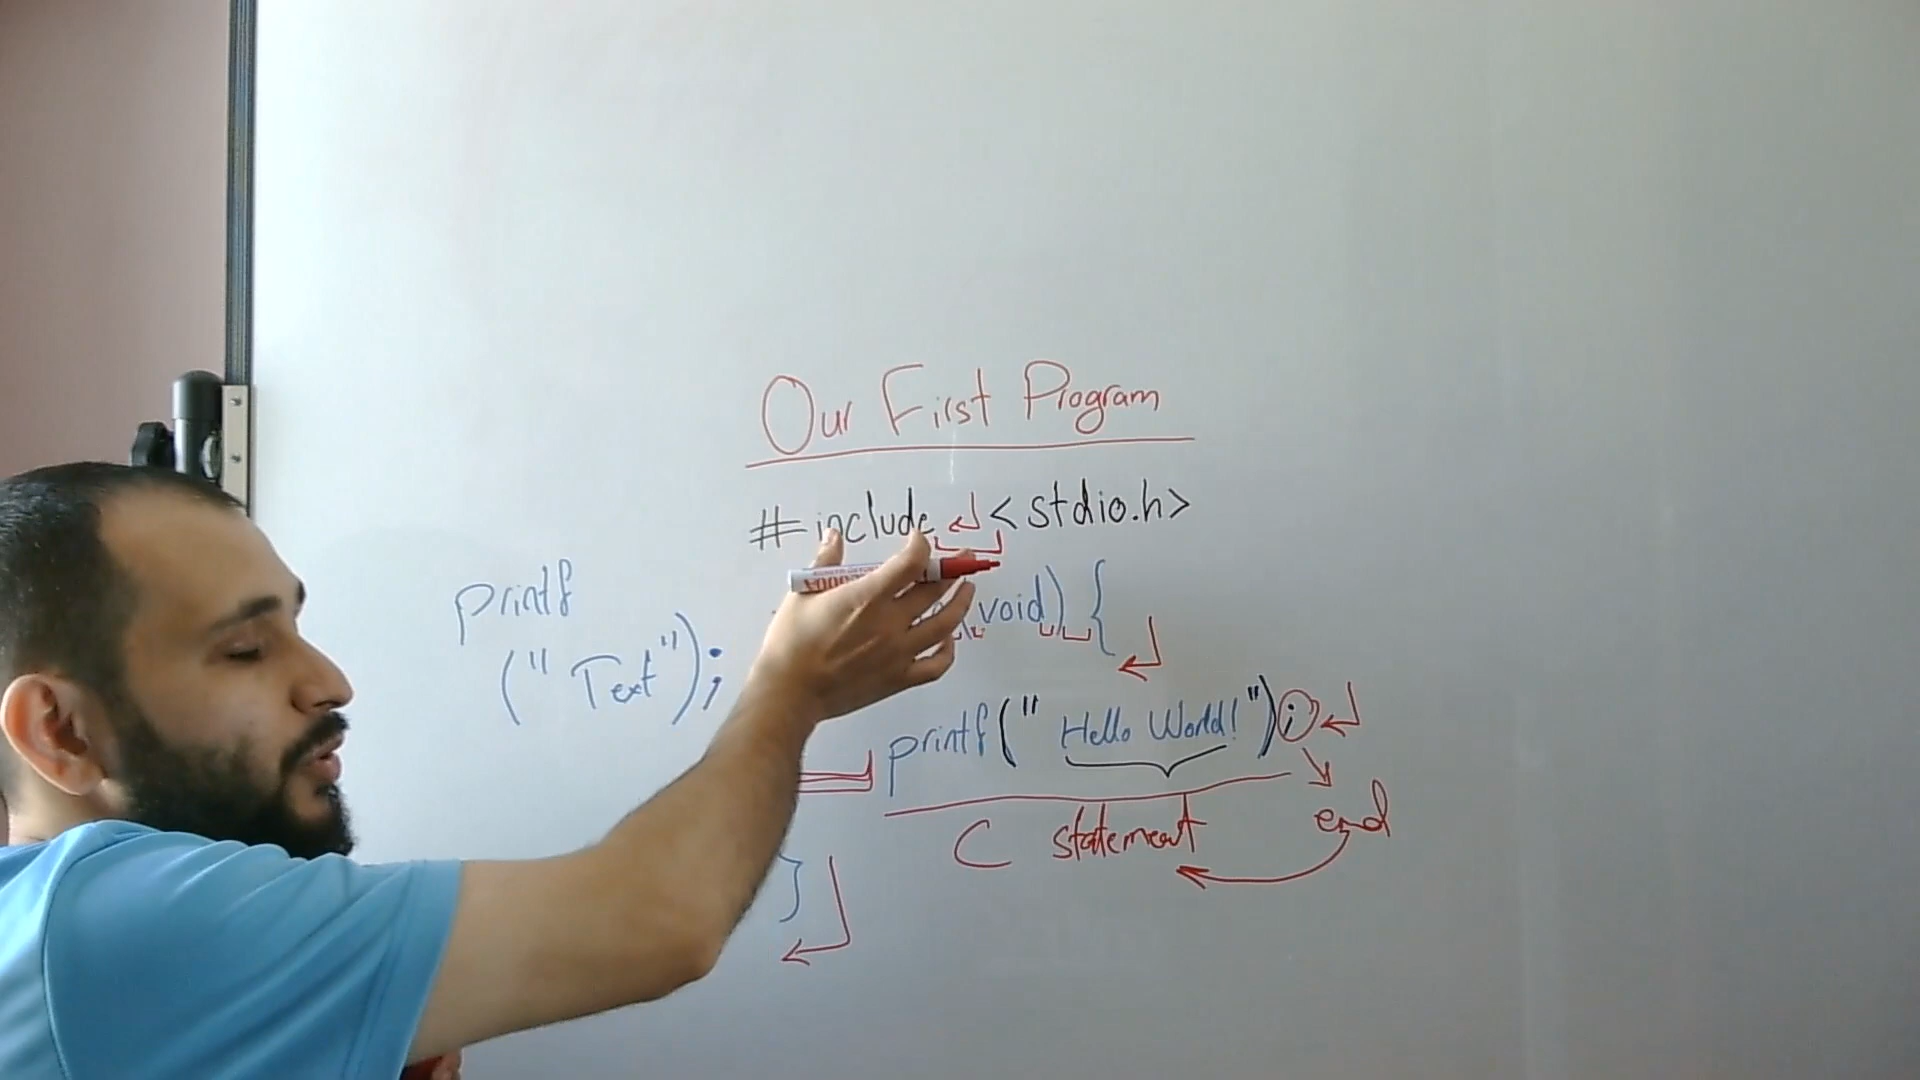 Our First Program
#include <stdio.h>
void) {
printf
("Text");
printf("Hello World!");
end
C statement
}